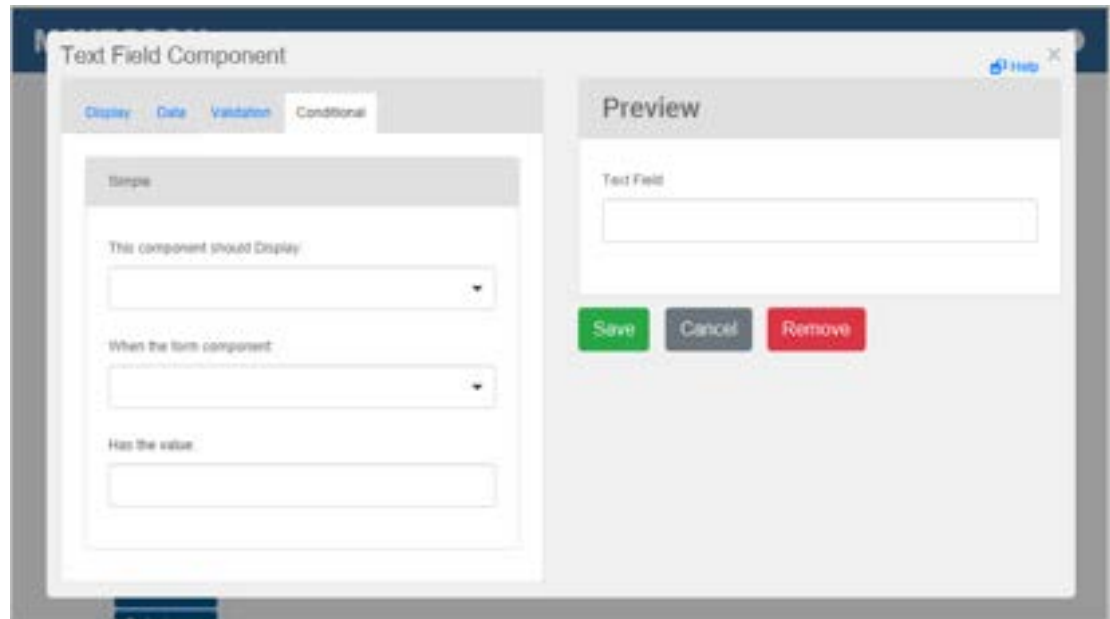 Text Field Component
Help
×
Display Data Validation Conditional
Simple
This component should Display:
When the form component:
Has the value:
Preview
Text Field
Save Cancel Remove